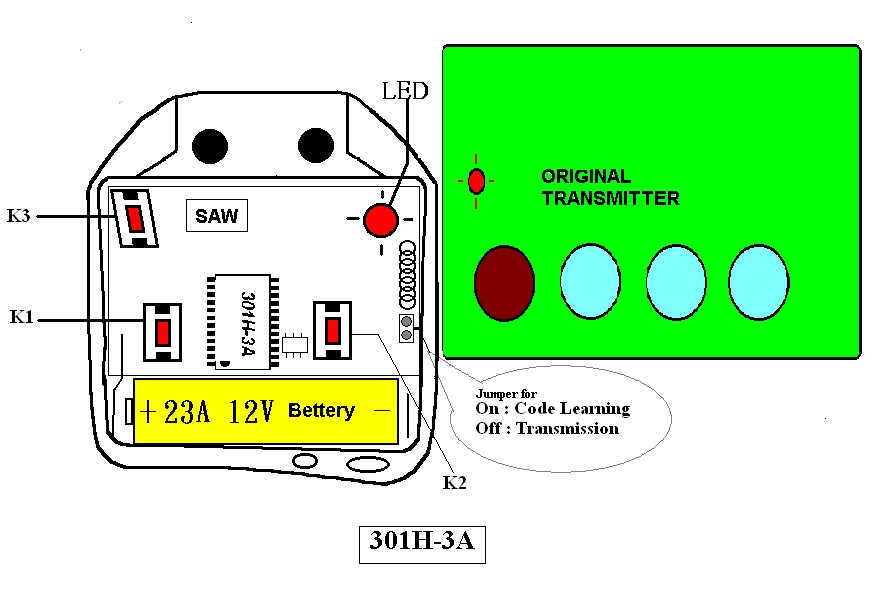 LED
ORIGINAL
TRANSMITTER
K3
SAW
K1
301H-3A
Jumper for
On : Code Learning
Off : Transmission
+ 23A 12V Bettery -
K2
301H-3A